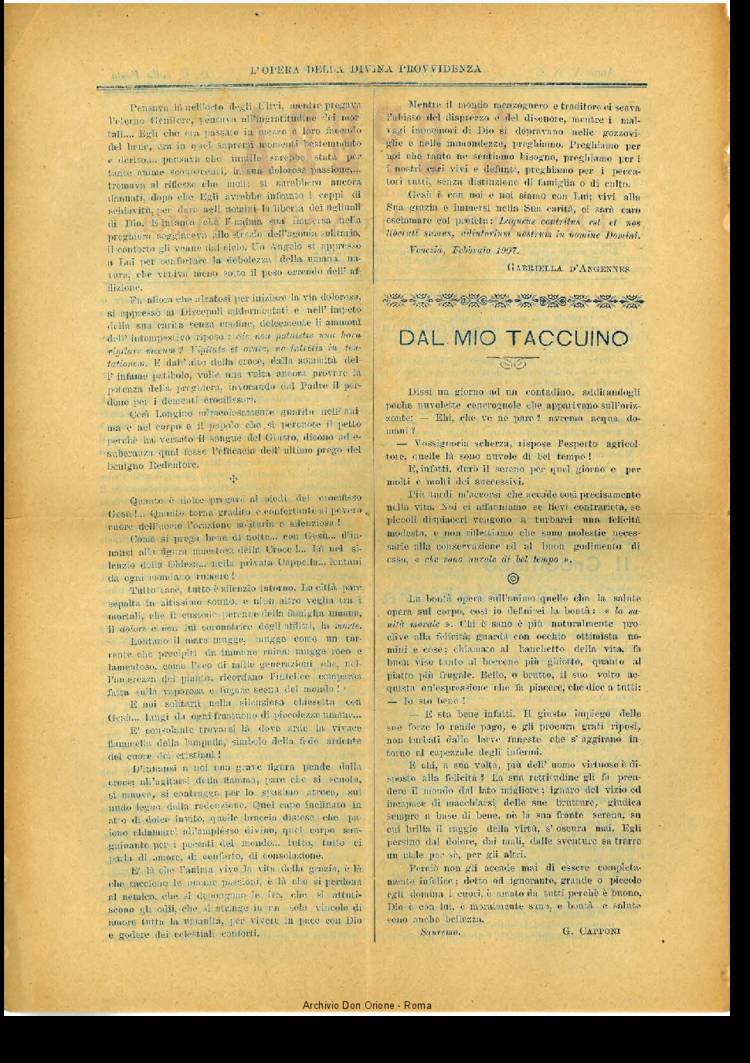 L'OPERA DELLA DIVINA PROVVIDENZA
Pensava là nell'orto degli Ulivi, mentre pregava
l'eterno Genitore, pensava all'ingratitudine dei mor-
tali.... Egli che era passato in mezzo a loro facendo
del bene, era in quei supremi momenti bestemmiato
e deriso.... pensava che inutile sarebbe stata per
tante anime sconoscenti, la sua dolorosa passione,...
tremava al riflesso che molti si sarebbero ancora
dannati, dopo che Egli avrebbe infranto i ceppi di
schiavitù, per dare agli uomini la libertà dei figliuoli
di Dio. E intanto che l'anima sua immersa nella
preghiera soggiaceva allo strazio dell'agonia solitaria,
il conforto gli venne dal cielo. Un Angelo si appresso
a Lui per confortare la debolezza della umana na-
tura, che veniva meno sotto il peso orrendo dell' af-
flizione.
Fu allora che alzatosi per iniziare la via dolorosa,
si appressò ai Discepoli addormentati e nell' impeto
della sua carità senza confine, dolcemente li ammonì
dell' intempestivo riposo: Sic non potuistis una hora
vigilare mecum? Vigilate et orate, ne intretis in ten-
tationem. E dall' alto della croce, dalla sommità del-
l' infame patibolo, volle una volta ancora provare la
potenza della preghiera, invocando dal Padre il per-
dono per i dementi crocifissori.
Così Longino miracolosamente guarito nell'ani-
ma e nel corpo e il popolo che si percuote il petto
perchè ha versato il sangue del Giusto, dicono ad e-
suberanza qual fosse l'efficacia dell' ultimo prego del
benigno Redentore.
Quanto è dolce pregare ai piedi del crocifisso
Gesù!... Quanto torna gradita e confortante al povero
cuore dell'uomo l'orazione solitaria e silenziosa!
Come si prega bene di notte... con Gesù... d'in-
nanzi alla figura maestosa della Croce!... Là nel si-
lenzio della Chiesa... nella privata Cappella... lontani
da ogni mondano rumore!
Tutto tace, tutto è silenzio intorno. La città pare
sepolta in altissimo sonno, e niun altro veglia tra i
mortali, che il custode perenne della famiglia umana,
il dolore e con lui coronatrice degli afflitti, la morte.
Lontano il mare mugge, mugge come un tor-
rente che precipiti da immane ruina: mugge roco e
lamentoso, come l'eco di mille generazioni che, nel-
l'amarezza del pianto, ricordano l'infelice comparsa
fatta sulla vaporosa e fugace scena del mondo!
E noi solitari nella silenziosa chiesetta con
Gesù... lungi da ogni frastuono di piccolezze umane...
E' consolante trovarsi là dove arde la vivace
fiammella della lampada, simbolo della fede ardente
del cuore dei cristiani!
D'innanzi a noi una grave figura pende dalla
croce; all'agitarsi della fiamma, pare che si scuota,
si muova, si contragga per lo spasimo atroce, sul
nudo legno dalla redenzione. Quel capo inclinato in
atto di dolce invito, quelle braccia distese che pa-
iono chiamarci all'amplesso divino, quel corpo san-
guinante per i peccati del mondo... tutto, tutto ci
parla di amore, di conforto, di consolazione.
E' là che l'anima vive la vita della grazia, è là
che tacciono le umane passioni, è là che si perdona
al nemico, che si depongono le ire, che si attuti-
scono gli odii, che si stringe in un solo vincolo di
amore tutta la umanità, per vivere in pace con Dio
e godere dei celestiali conforti.
Mentre il mondo menzognero e traditore ci scava
l'abisso del disprezzo e del disonore, mentre i mal-
vagi immemori di Dio si depravano nelle gozzovi-
glie e nelle immondezze, preghiamo. Preghiamo per
noi che tanto ne sentiamo bisogno, preghiamo per i
i nostri cari vivi e defunti, preghiamo per i pecca-
tori tutti, senza distinzione di famiglia o di culto.
Gesù è con noi e noi siamo con Lui; vivi alla
Sua grazia e immersi nella Sua carità, ci sarà caro
esclamare col profeta: Laqueus contritus est et nos
liberati sumus, adiutorium nostrum in nomine Domini.
Venezia, Febbraio 1907.
GABRIELLA D'ANGENNES
DAL MIO TACCUINO
Dissi un giorno ad un contadino, additandogli
poche nuvolette cenerognole che apparivano sull'oriz-
zonte: — Ehi, che ve ne pare? avremo acqua do-
mani?
— Vossignoria scherza, rispose l'esperto agricol-
tore, quelle là sono nuvole di bel tempo!
E, infatti, durò il sereno per quel giorno e per
molti e molti dei successivi.
Più tardi m'accorsi che accade così precisamente
nella vita. Noi ci affanniamo se lievi contrarietà, se
piccoli dispiaceri vengono a turbarci una felicità
modesta, e non riflettiamo che sono molestie neces-
sarie alla conservazione ed al buon godimento di
essa, « che sono nuvole di bel tempo ».
La bontà opera sull'animo quello che la salute
opera sul corpo, così io definirei la bontà: « la sa-
nità morale ». Chi è sano è più naturalmente pro-
clive alla felicità; guarda con occhio ottimista uo-
mini e cose; chiamato al banchetto della vita, fa
buon viso tanto al boccone più ghiotto, quanto al
piatto più frugale. Bello, o brutto, il suo volto ac-
quista un'espressione che fa piacere, che dice a tutti:
— Io sto bene!
— E sta bene infatti. Il giusto impiego delle
sue forze lo rende pago, e gli procura grati riposi,
non turbati dalle larve funeste che s'aggirano in-
torno al capezzale degli infermi.
E chi, a sua volta, più dell' uomo virtuoso è di-
sposto alla felicità? La sua rettitudine gli fa pren-
dere il mondo dal lato migliore; ignaro del vizio ed
incapace di macchiarsi delle sue brutture, giudica
sempre a base di bene, nè la sua fronte serena, su
cui brilla il raggio della virtù, s'oscura mai. Egli
persino dal dolore, dai mali, dalle sventure sa trarre
un utile per sè, per gli altri.
Perciò non gli accade mai di essere completa-
mente infelice; dotto od ignorante, grande o piccolo
egli domina i cuori, è amato da tutti perchè è buono,
Dio è con lui, è moralmente sano, e bontà e salute
sono anche bellezza.
Sanremo. G. CAPPONI
Archivio Don Orione - Roma